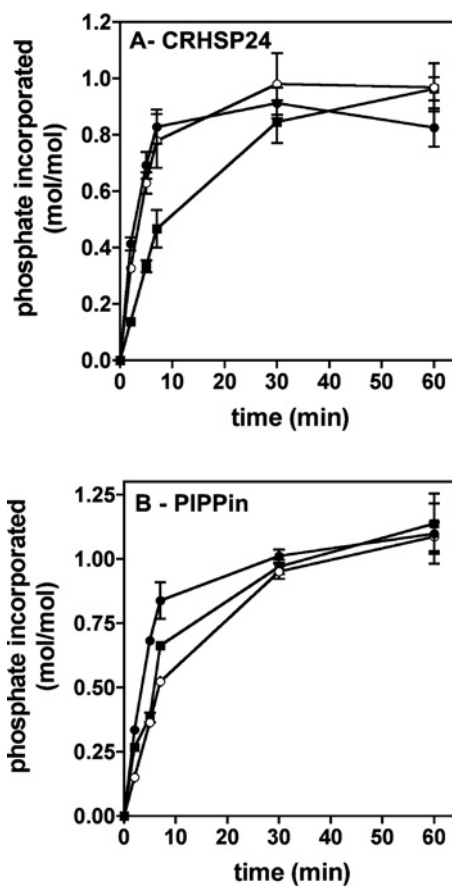 A- CRHSP24
phosphate incorporated
(mol/mol)
1.2
1.0
0.8
0.6
0.4
0.2
0.0
0 10 20 30 40 50 60
time (min)
B - PIPPin
phosphate incorporated
(mol/mol)
1.25
1.00
0.75
0.50
0.25
0.00
0 10 20 30 40 50 60
time (min)